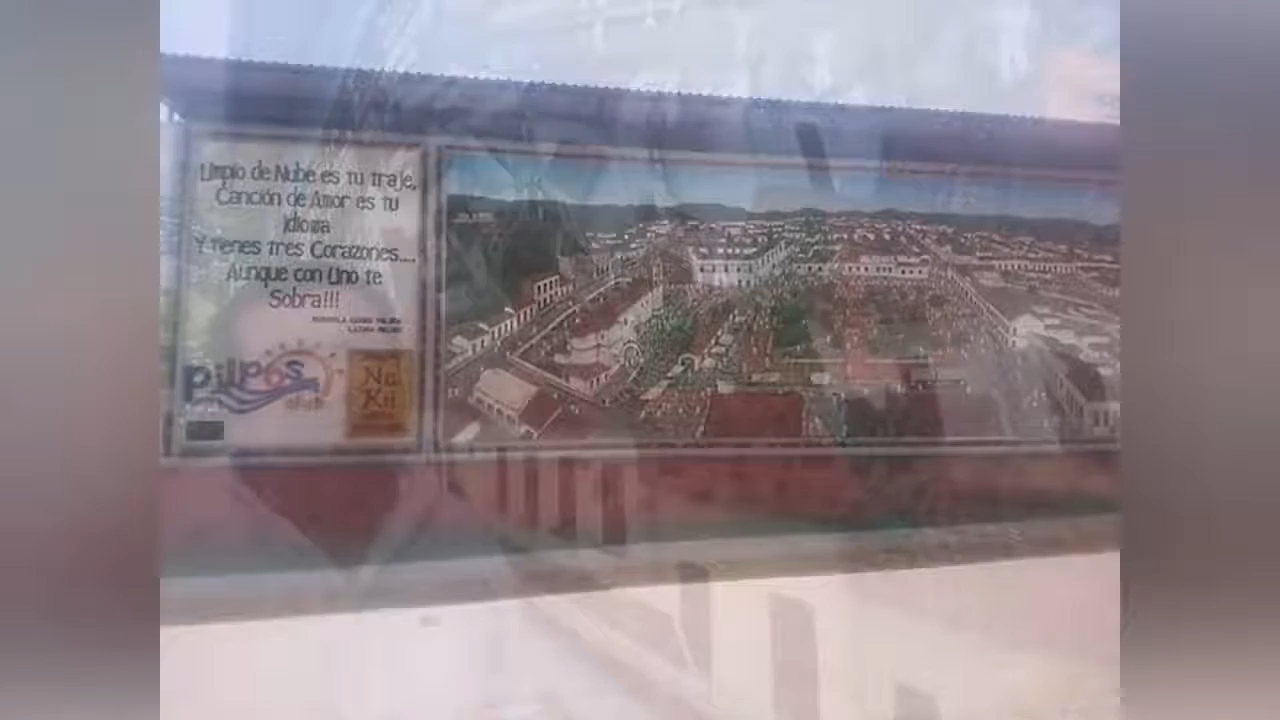 Limpio de Nube es tu traje,
Canción de Amor es tu
Idioma
Y tienes tres Corazones....
Aunque con Uno te
Sobra!!!
pilpos
Na
Kú